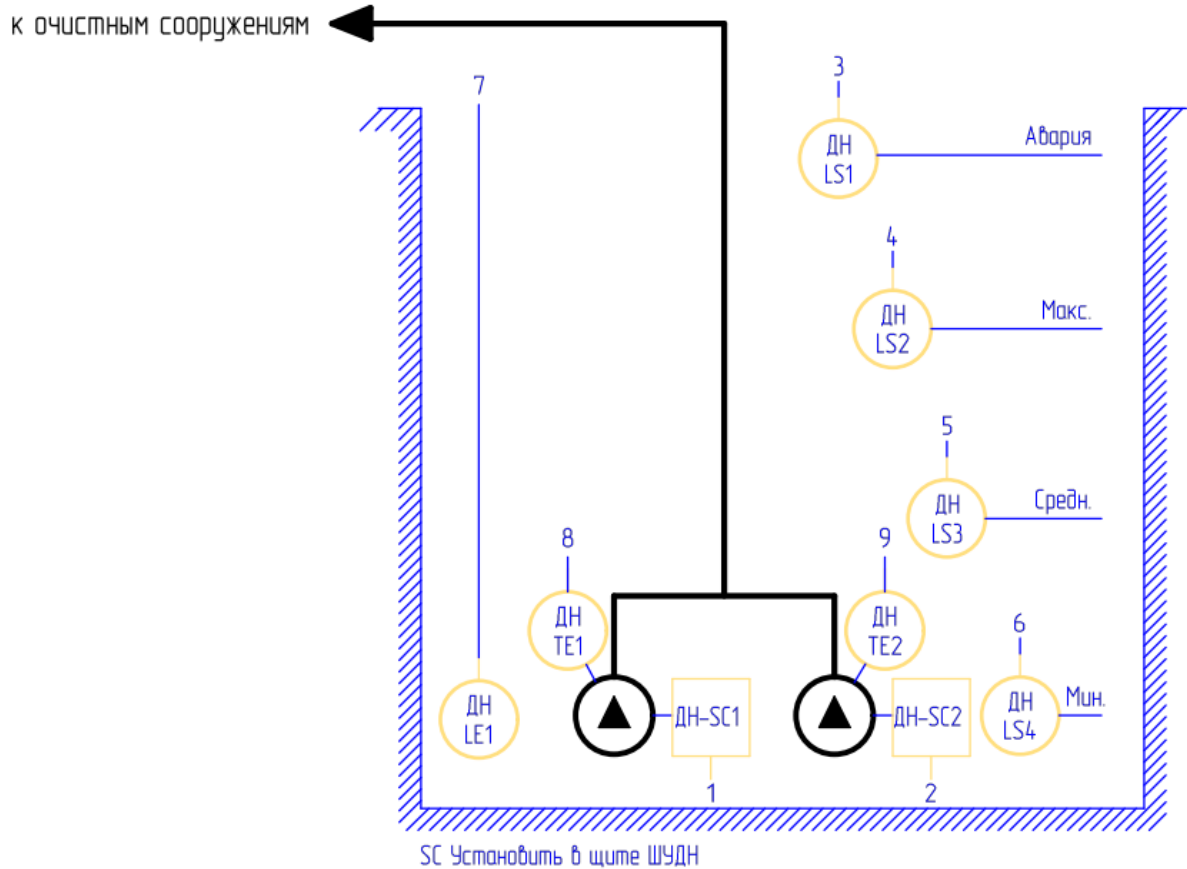 к очистным сооружениям
7
3
ДН
LS1
Авария
4
ДН
LS2
Макс.
5
ДН
LS3
Средн.
8
ДН
TE1
9
ДН
TE2
6
ДН
LS4
Мин.
ДН
LE1
ДН-SC1
ДН-SC2
1
2
SC Установить в щите ШУДН